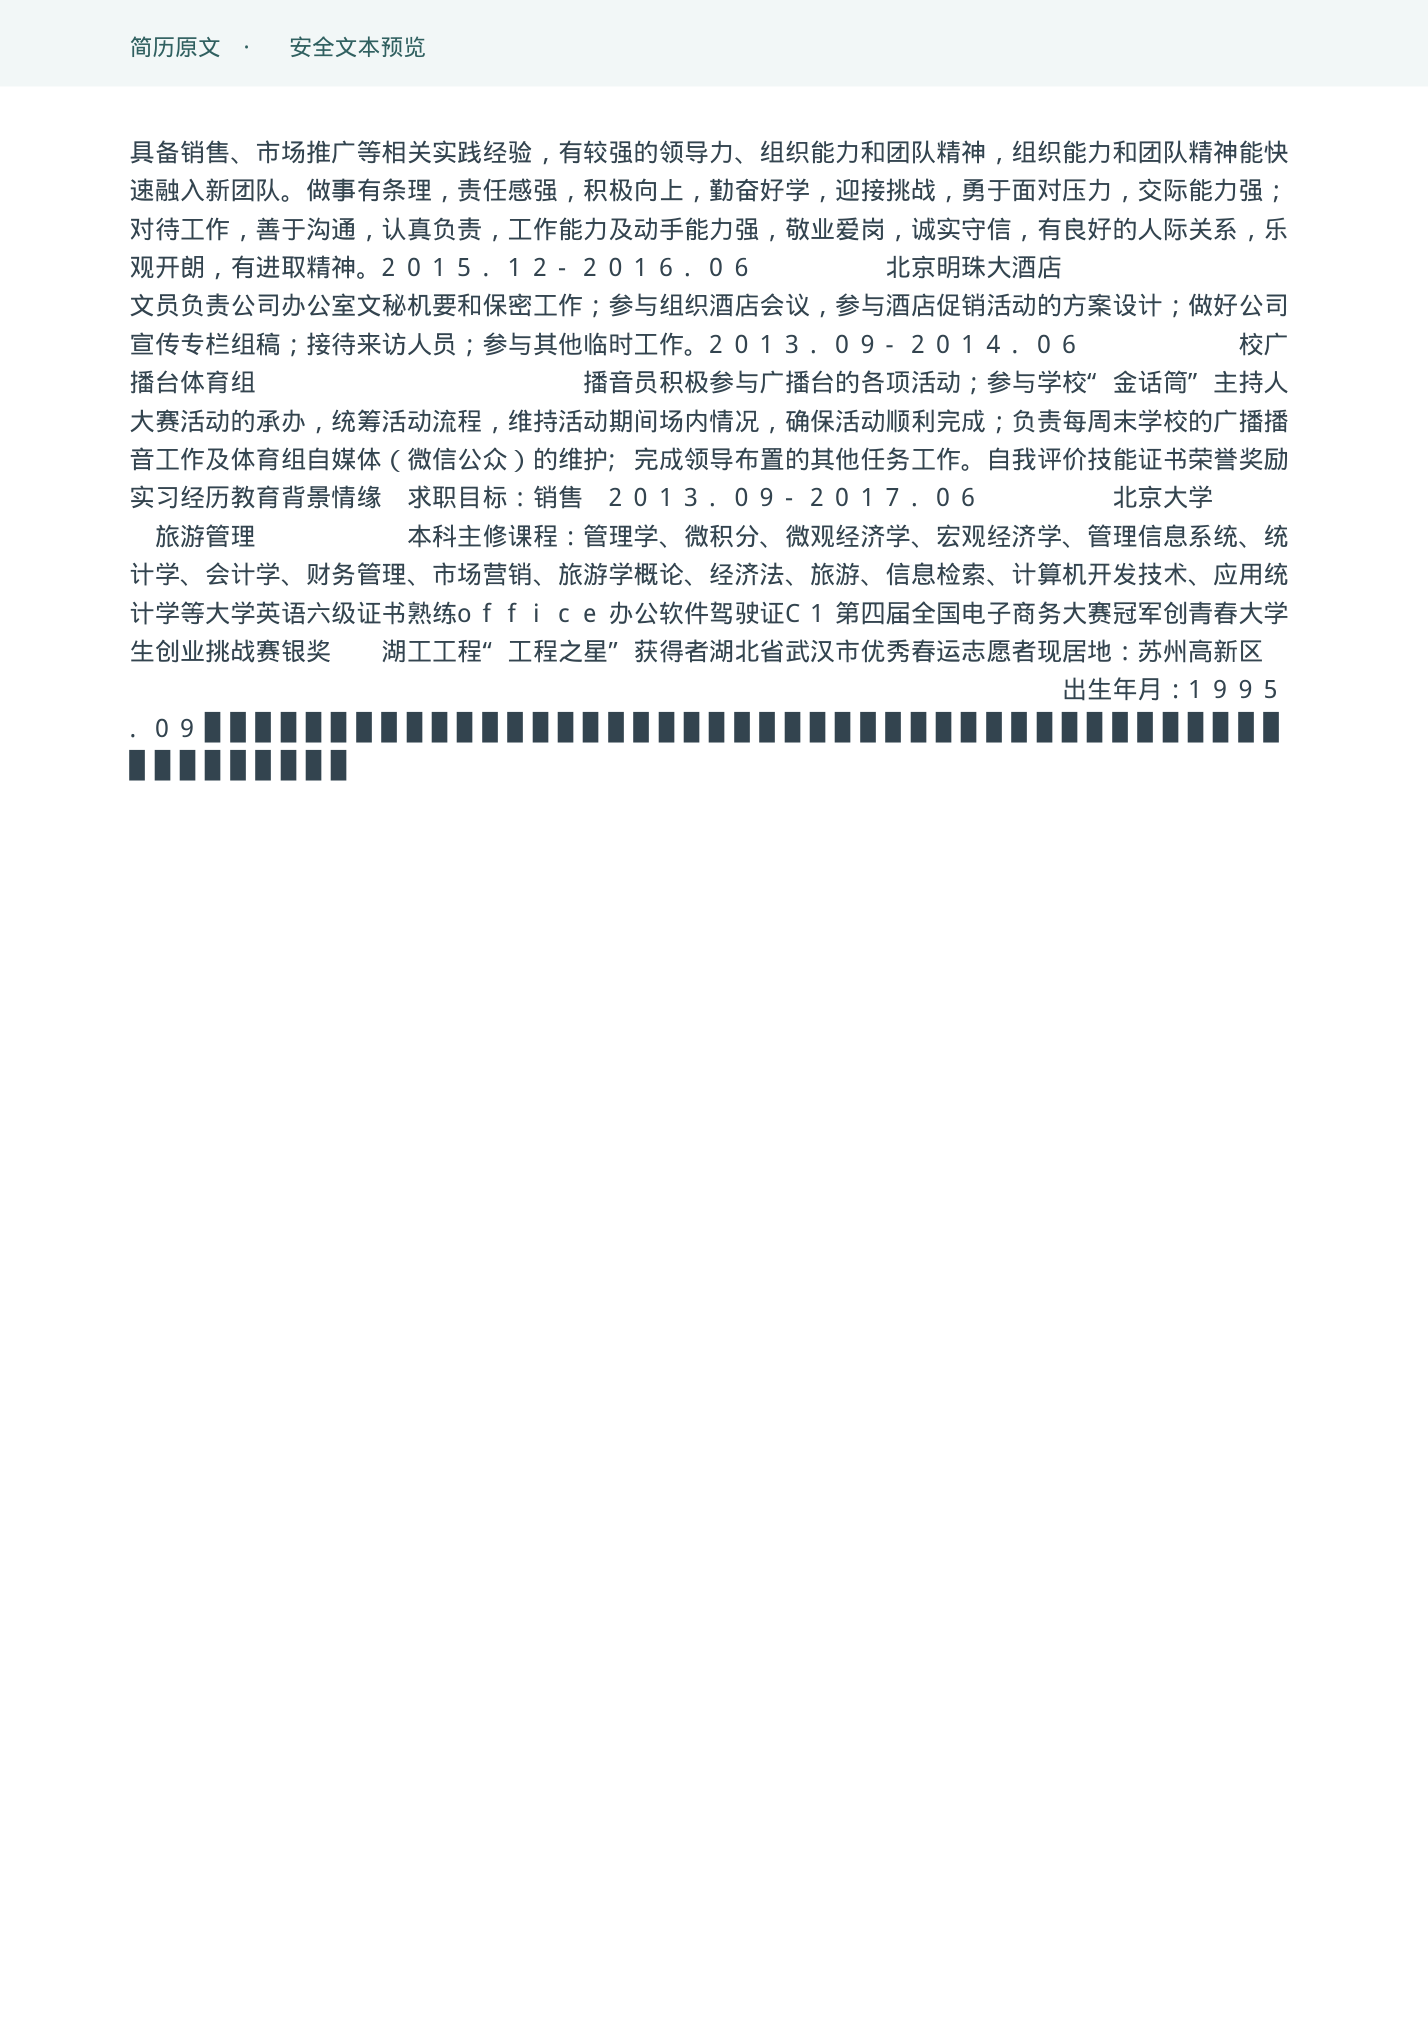 简历原文 · 安全文本预览
具备销售、市场推广等相关实践经验，有较强的领导力、组织能力和团队精神，组织能力和团队精神能快
速融入新团队。做事有条理，责任感强，积极向上，勤奋好学，迎接挑战，勇于面对压力，交际能力强；
对待工作，善于沟通，认真负责，工作能力及动手能力强，敬业爱岗，诚实守信，有良好的人际关系，乐
观开朗，有进取精神。2015.12-2016.06 北京明珠大酒店
文员负责公司办公室文秘机要和保密工作；参与组织酒店会议，参与酒店促销活动的方案设计；做好公司
宣传专栏组稿；接待来访人员；参与其他临时工作。2013.09-2014.06 校广
播台体育组 播音员积极参与广播台的各项活动；参与学校“金话筒”主持人
大赛活动的承办，统筹活动流程，维持活动期间场内情况，确保活动顺利完成；负责每周末学校的广播播
音工作及体育组自媒体（微信公众）的维护; 完成领导布置的其他任务工作。自我评价技能证书荣誉奖励
实习经历教育背景情缘 求职目标：销售 2013.09-2017.06 北京大学
旅游管理 本科主修课程：管理学、微积分、微观经济学、宏观经济学、管理信息系统、统
计学、会计学、财务管理、市场营销、旅游学概论、经济法、旅游、信息检索、计算机开发技术、应用统
计学等大学英语六级证书熟练office办公软件驾驶证C1第四届全国电子商务大赛冠军创青春大学
生创业挑战赛银奖 湖工工程“工程之星”获得者湖北省武汉市优秀春运志愿者现居地：苏州高新区
出生年月：1995
.09██████████████████████████████████████████
█████████